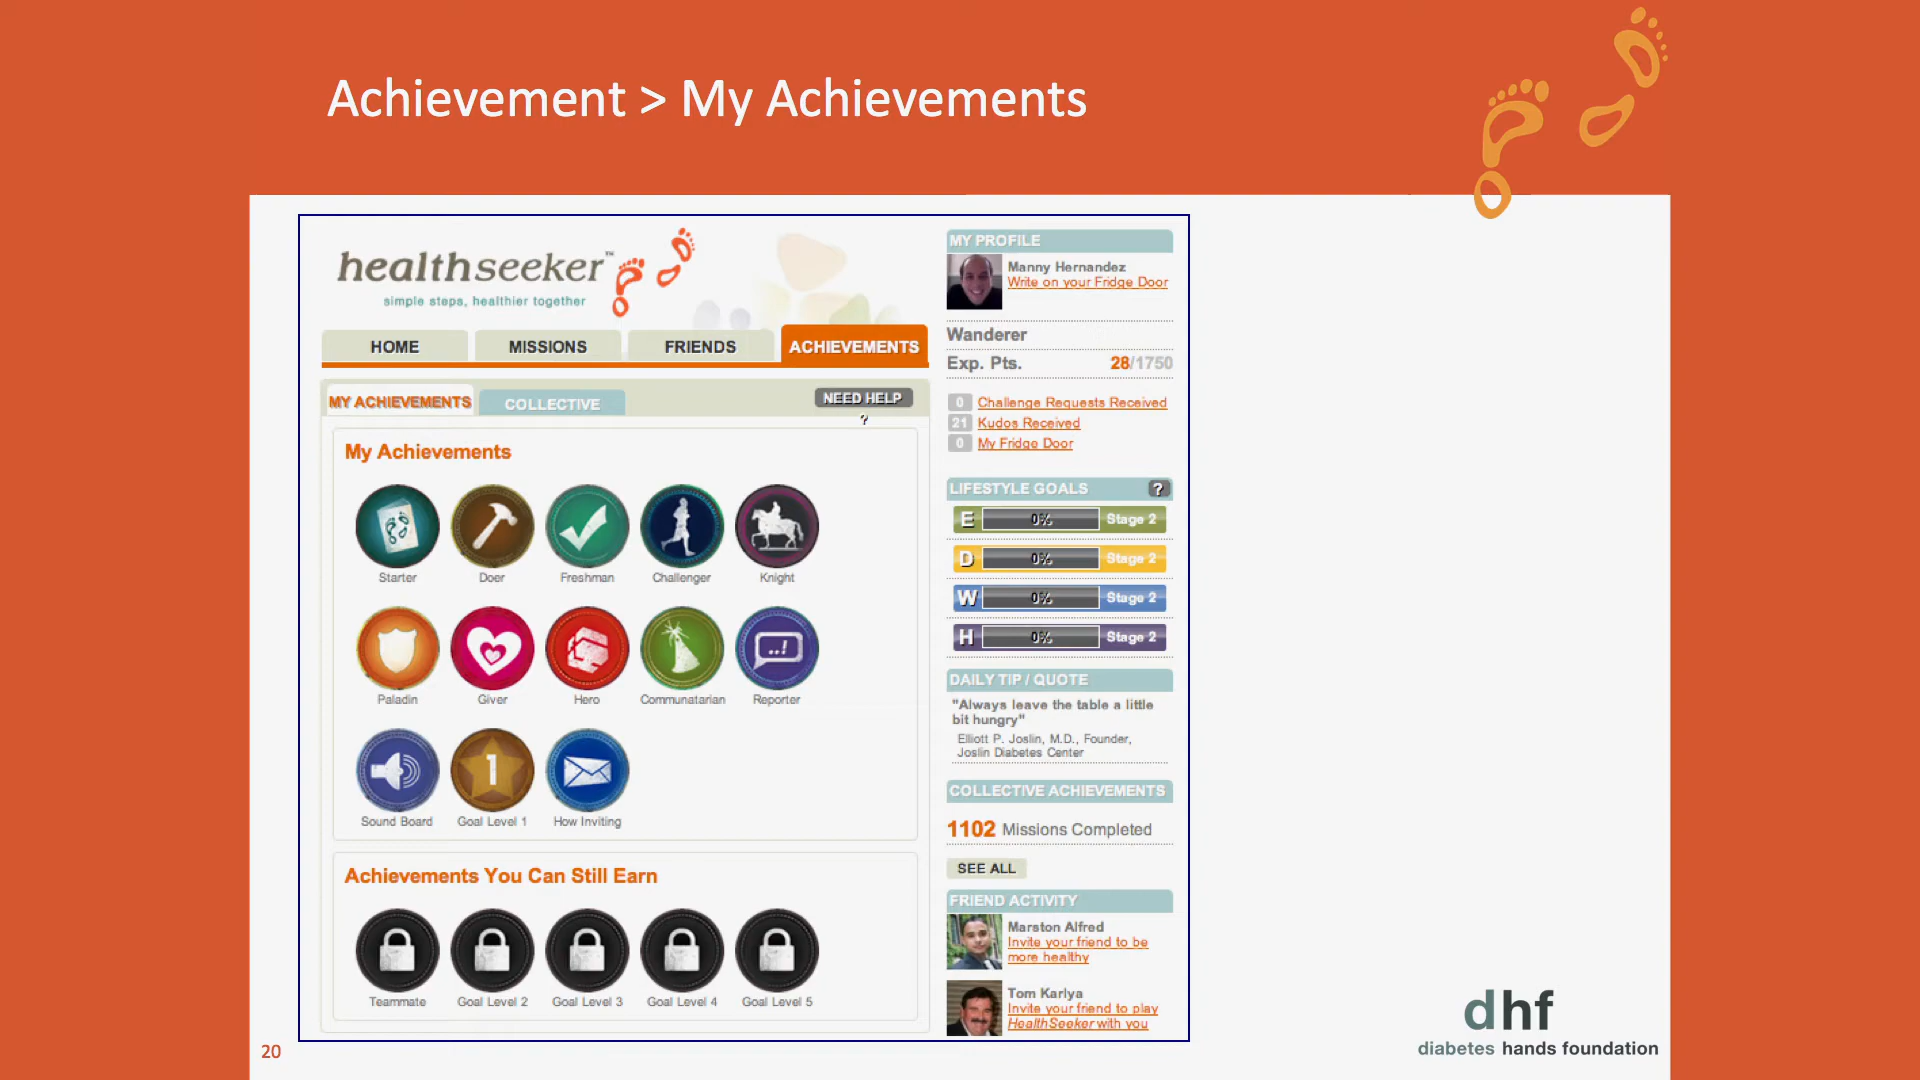 Achievement > My Achievements
healthseeker™
simple steps, healthier together
HOME
MISSIONS
FRIENDS
ACHIEVEMENTS
MY ACHIEVEMENTS
COLLECTIVE
NEED HELP
?
My Achievements
Starter
Doer
Freshman
Challenger
Knight
Paladin
Giver
..!
Hero
Communatarian
Reporter
1
Sound Board
Goal Level 1
How Inviting
Achievements You Can Still Earn
Teammate
Goal Level 2
Goal Level 3
Goal Level 4
Goal Level 5
MY PROFILE
Manny Hernandez
Write on your Fridge Door
Wanderer
Exp. Pts. 28/1750
0 Challenge Requests Received
21 Kudos Received
0 My Fridge Door
LIFESTYLE GOALS ?
E 0% Stage 2
D 0% Stage 2
W 0% Stage 2
H 0% Stage 2
DAILY TIP / QUOTE
"Always leave the table a little
bit hungry"
Elliott P. Joslin, M.D., Founder,
Joslin Diabetes Center
COLLECTIVE ACHIEVEMENTS
1102 Missions Completed
SEE ALL
FRIEND ACTIVITY
Marston Alfred
Invite your friend to be
more healthy
Tom Karlya
Invite your friend to play
HealthSeeker with you
20
dhf
diabetes hands foundation